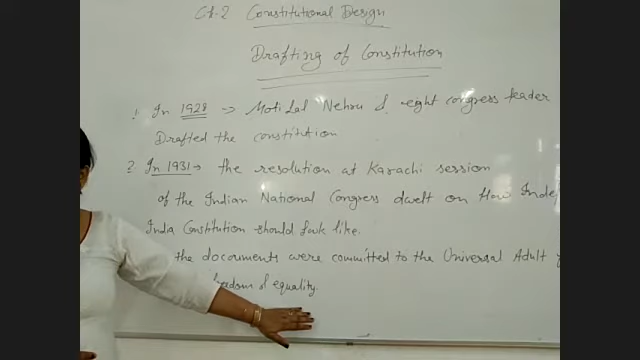 Ch.2 Constitutional Design
Drafting of Constitution
1. In 1928 → Moti Lal Nehru & eight congress leader
Drafted the constitution
2. In 1931 → the resolution at Karachi session
of the Indian National Congress dwelt on How Inde
India Constitution should look like.
the documents were committed to the Universal Adult
of equality.